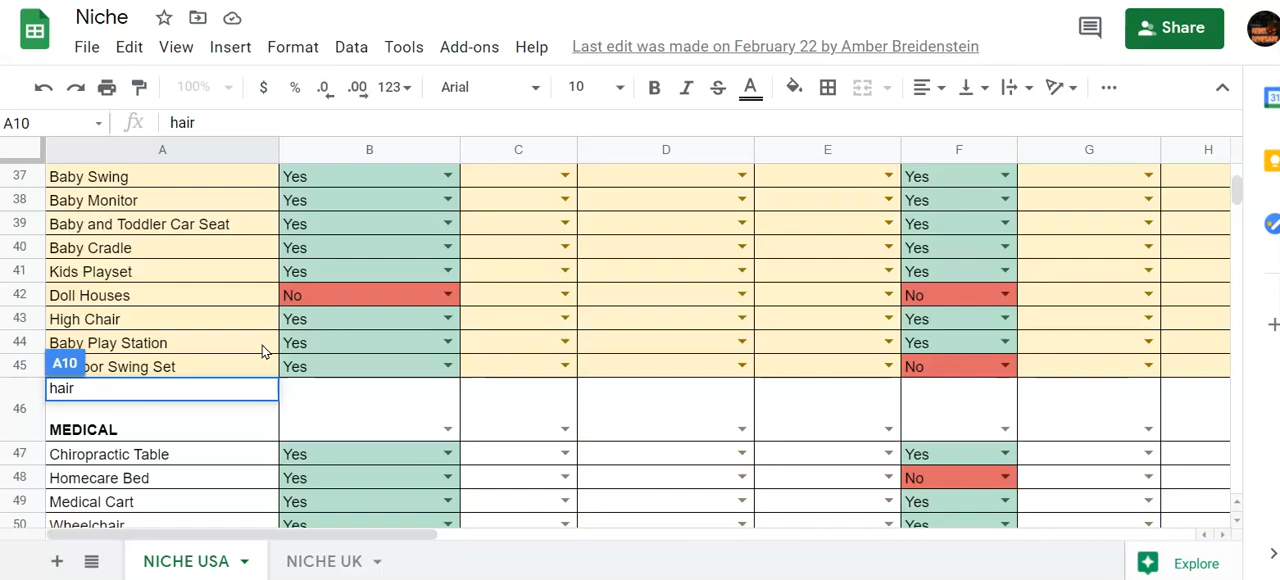 Niche
File Edit View Insert Format Data Tools Add-ons Help Last edit was made on February 22 by Amber Breidenstein
Share
100% $ % .0 .00 123 Arial 10 B I S A
A10 fx hair
A B C D E F G H
37 Baby Swing Yes Yes
38 Baby Monitor Yes Yes
39 Baby and Toddler Car Seat Yes Yes
40 Baby Cradle Yes Yes
41 Kids Playset Yes Yes
42 Doll Houses No No
43 High Chair Yes Yes
44 Baby Play Station Yes Yes
A10
45 oor Swing Set Yes No
hair
46 MEDICAL
47 Chiropractic Table Yes Yes
48 Homecare Bed Yes No
49 Medical Cart Yes Yes
50 Wheelchair Yes Yes
NICHE USA NICHE UK Explore